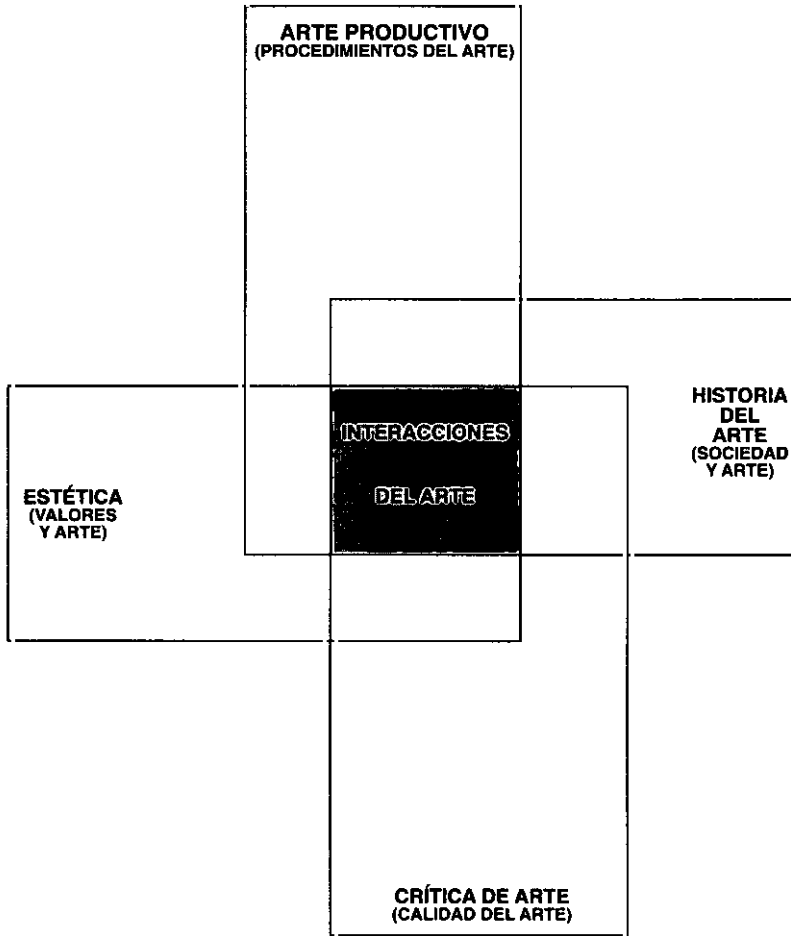 ARTE PRODUCTIVO
(PROCEDIMIENTOS DEL ARTE)
HISTORIA
DEL
ARTE
(SOCIEDAD
Y ARTE)
INTERACCIONES
DEL ARTE
ESTÉTICA
(VALORES
Y ARTE)
CRÍTICA DE ARTE
(CALIDAD DEL ARTE)